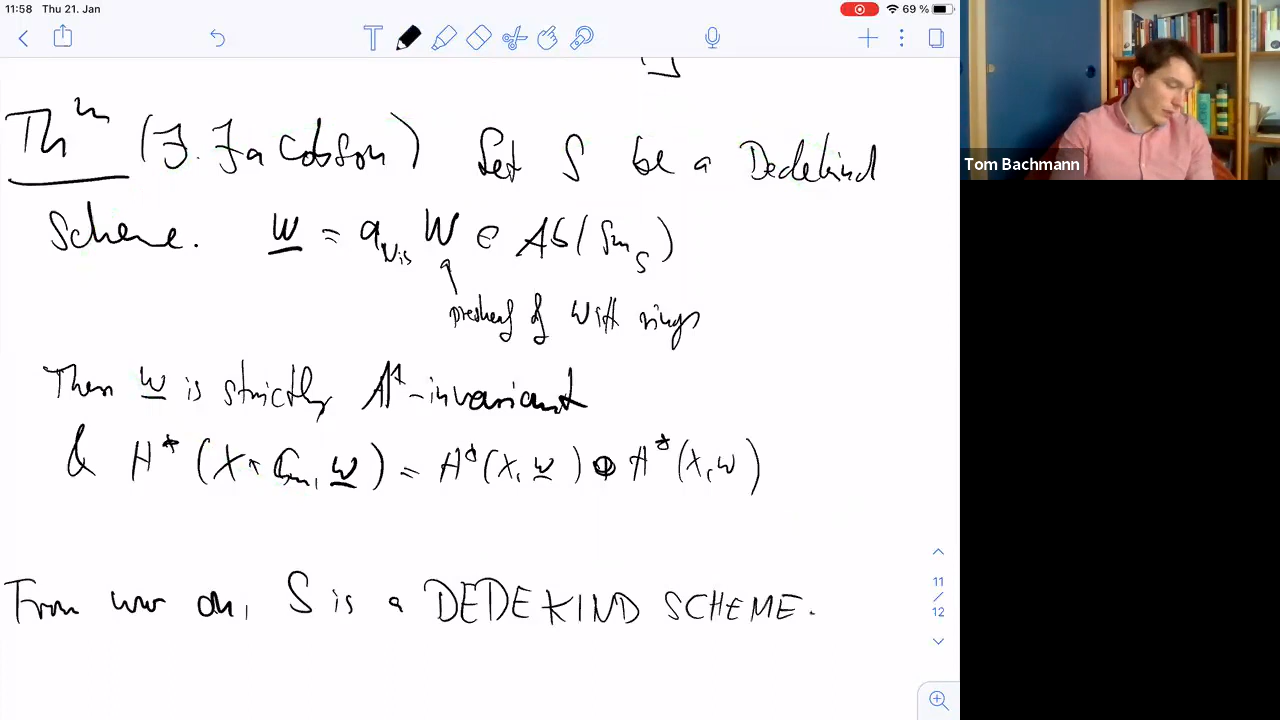 11:58 Thu 21. Jan
69 %
Thᵐ (J. Jacobson) Let S be a Dedekind
Tom Bachmann
Scheme. W = a_Nis W ∈ Ab(Sm_S)
presheaf of Witt rings
Then W is strictly A¹-invariant
& H*(X × Gm, W) = H*(X, W) ⊕ H*(X, W)
11
/
12
From now on, S is a DEDEKIND SCHEME.